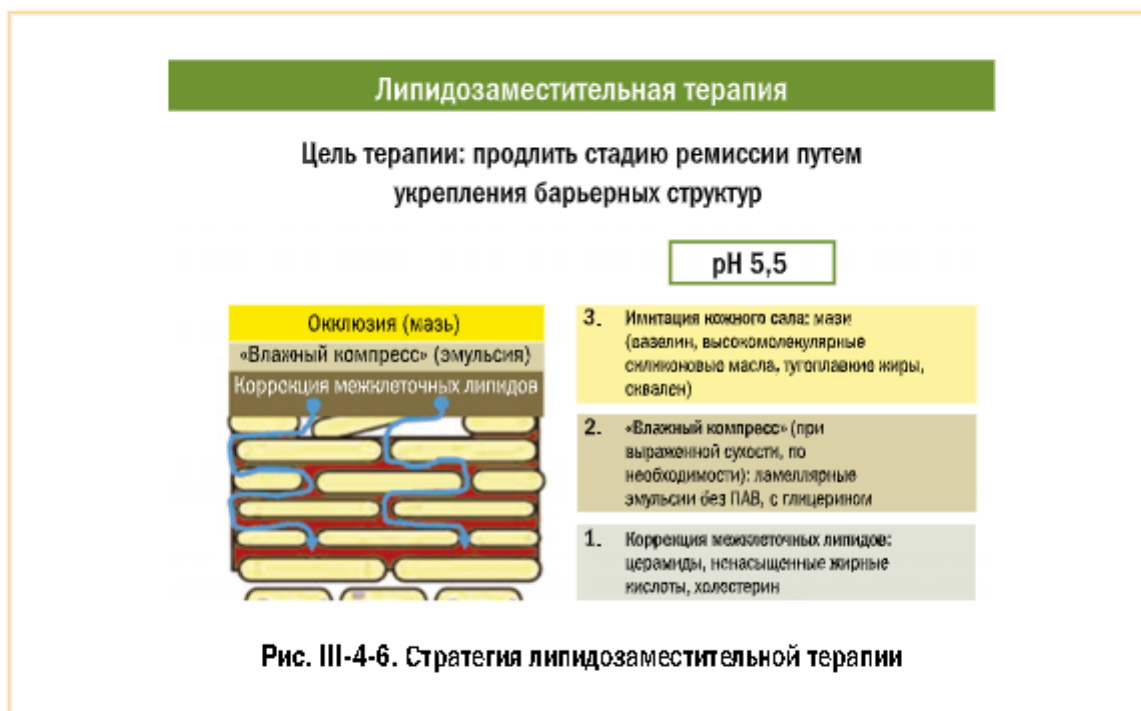 Липидозаместительная терапия
Цель терапии: продлить стадию ремиссии путем
укрепления барьерных структур
pH 5,5
Окклюзия (мазь)
«Влажный компресс» (эмульсия)
Коррекция межклеточных липидов
3. Имитация кожного сала: мази
(вазелин, высокомолекулярные
силиконовые масла, тугоплавкие жиры,
сквален)
2. «Влажный компресс» (при
выраженной сухости, по
необходимости): ламеллярные
эмульсии без ПАВ, с глицерином
1. Коррекция межклеточных липидов:
церамиды, ненасыщенные жирные
кислоты, холестерин
Рис. III-4-6. Стратегия липидозаместительной терапии